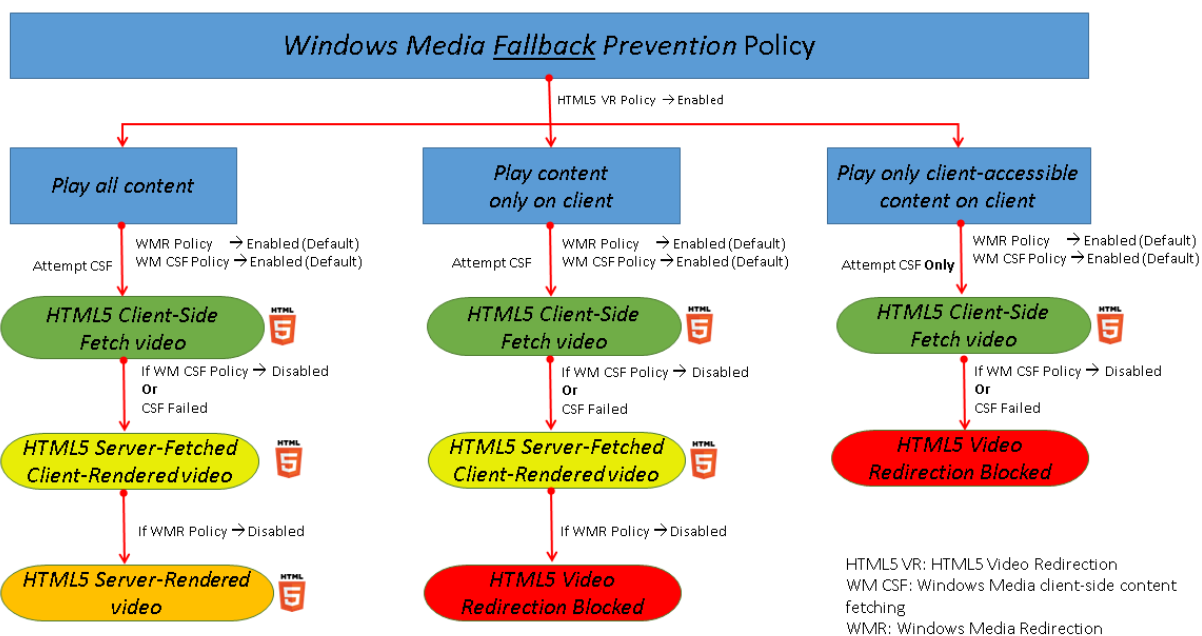 Windows Media Fallback Prevention Policy
HTML5 VR Policy → Enabled
Play all content
WMR Policy → Enabled (Default)
WM CSF Policy → Enabled (Default)
Attempt CSF
HTML5 Client-Side
Fetch video
HTML
5
If WM CSF Policy → Disabled
Or
CSF Failed
HTML5 Server-Fetched
Client-Rendered video
HTML
5
If WMR Policy → Disabled
HTML5 Server-Rendered
video
HTML
5
Play content
only on client
WMR Policy → Enabled (Default)
WM CSF Policy → Enabled (Default)
Attempt CSF
HTML5 Client-Side
Fetch video
HTML
5
If WM CSF Policy → Disabled
Or
CSF Failed
HTML5 Server-Fetched
Client-Rendered video
HTML
5
If WMR Policy → Disabled
HTML5 Video
Redirection Blocked
Play only client-accessible
content on client
WMR Policy → Enabled (Default)
WM CSF Policy → Enabled (Default)
Attempt CSF Only
HTML5 Client-Side
Fetch video
HTML
5
If WM CSF Policy → Disabled
Or
CSF Failed
HTML5 Video
Redirection Blocked
HTML5 VR: HTML5 Video Redirection
WM CSF: Windows Media client-side content
fetching
WMR: Windows Media Redirection